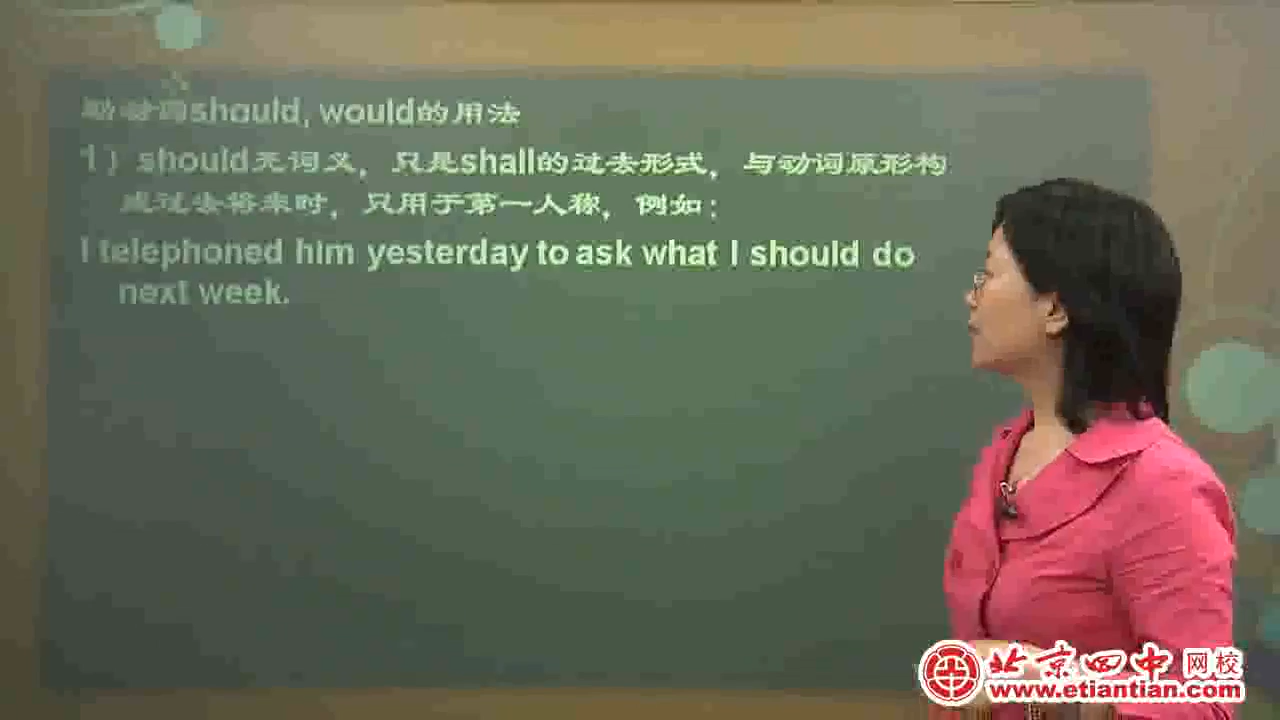 助动词should, would的用法
1）should无词义，只是shall的过去形式，与动词原形构
成过去将来时，只用于第一人称，例如：
I telephoned him yesterday to ask what I should do
next week.
北京四中网校
www.etiantian.com